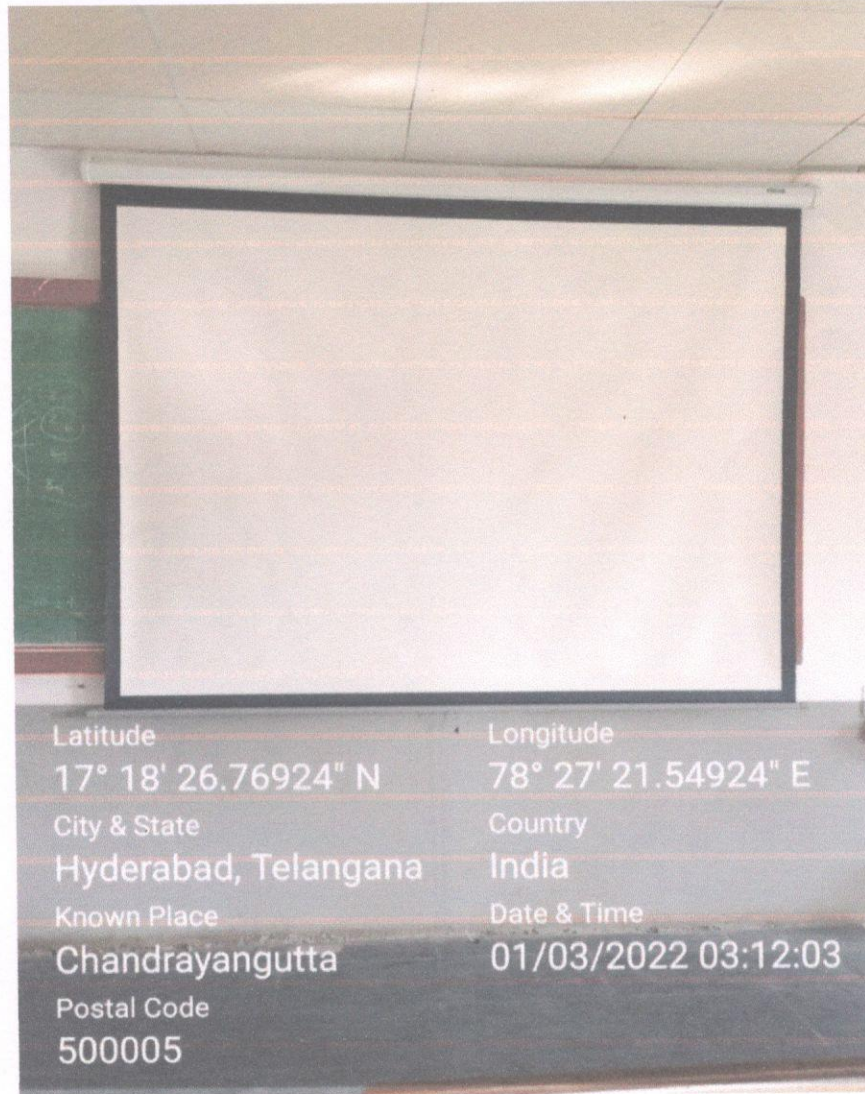 Latitude
17° 18' 26.76924" N
City & State
Hyderabad, Telangana
Known Place
Chandrayangutta
Postal Code
500005
Longitude
78° 27' 21.54924" E
Country
India
Date & Time
01/03/2022 03:12:03